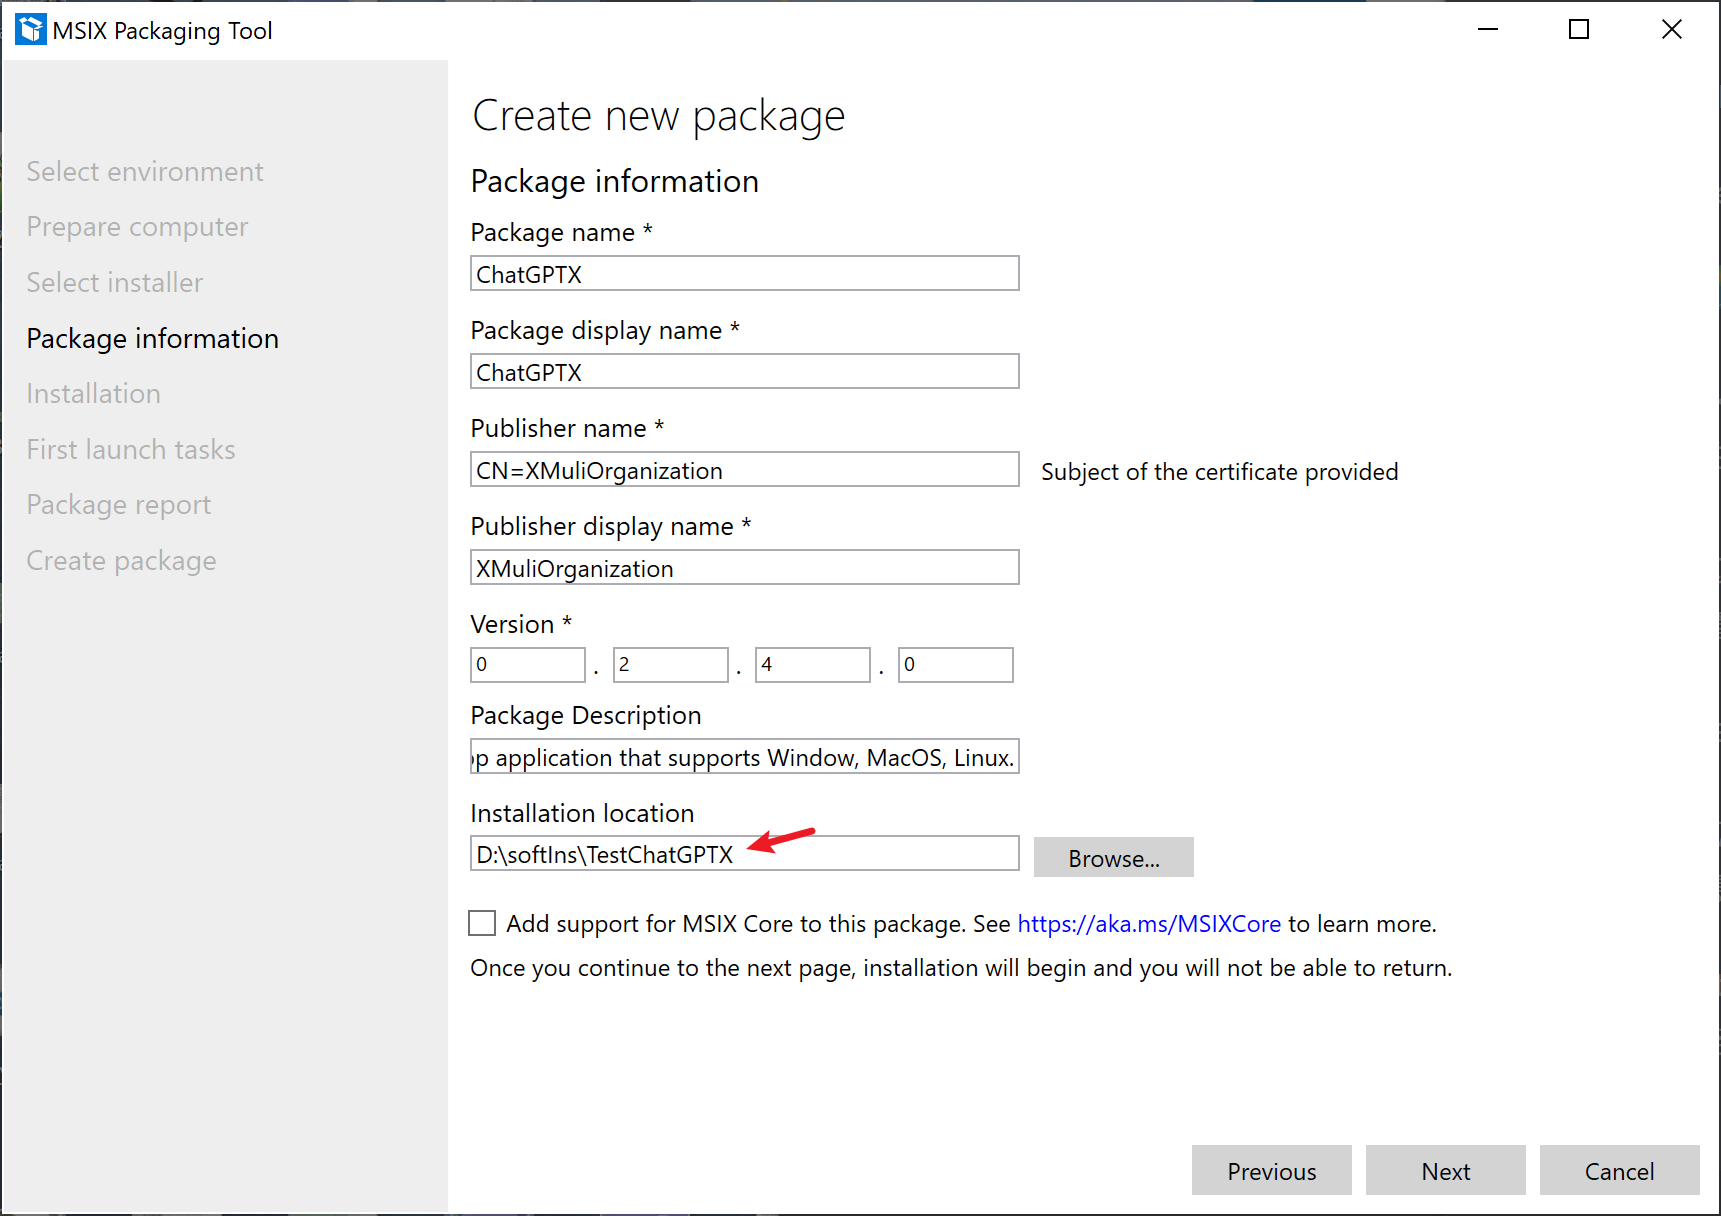 MSIX Packaging Tool
Select environment
Prepare computer
Select installer
Package information
Installation
First launch tasks
Package report
Create package
Create new package
Package information
Package name *
ChatGPTX
Package display name *
ChatGPTX
Publisher name *
CN=XMuliOrganization
Subject of the certificate provided
Publisher display name *
XMuliOrganization
Version *
0 . 2 . 4 . 0
Package Description
application that supports Window, MacOS, Linux.
Installation location
D:\softIns\TestChatGPTX
Browse...
Add support for MSIX Core to this package. See https://aka.ms/MSIXCore to learn more.
Once you continue to the next page, installation will begin and you will not be able to return.
Previous Next Cancel